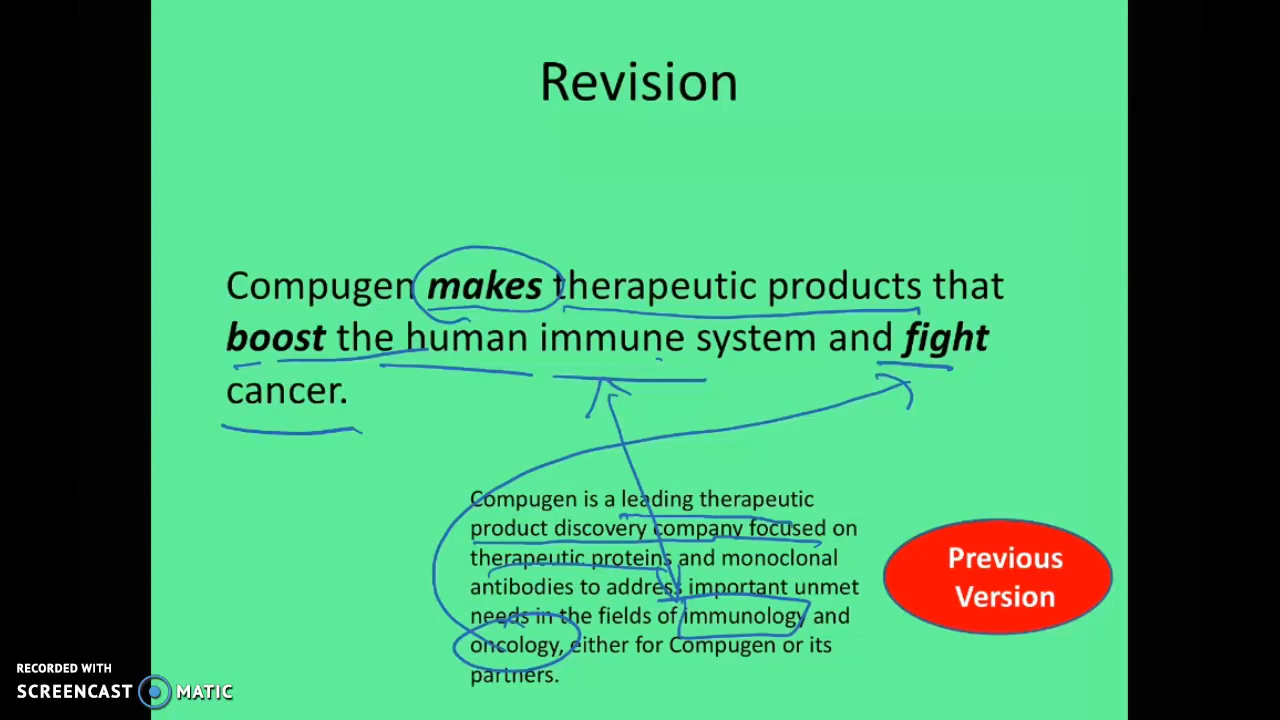 Revision
Compugen makes therapeutic products that
boost the human immune system and fight
cancer.
Compugen is a leading therapeutic
product discovery company focused on
therapeutic proteins and monoclonal
antibodies to address important unmet
needs in the fields of immunology and
oncology, either for Compugen or its
partners.
Previous
Version
RECORDED WITH
SCREENCAST MATIC